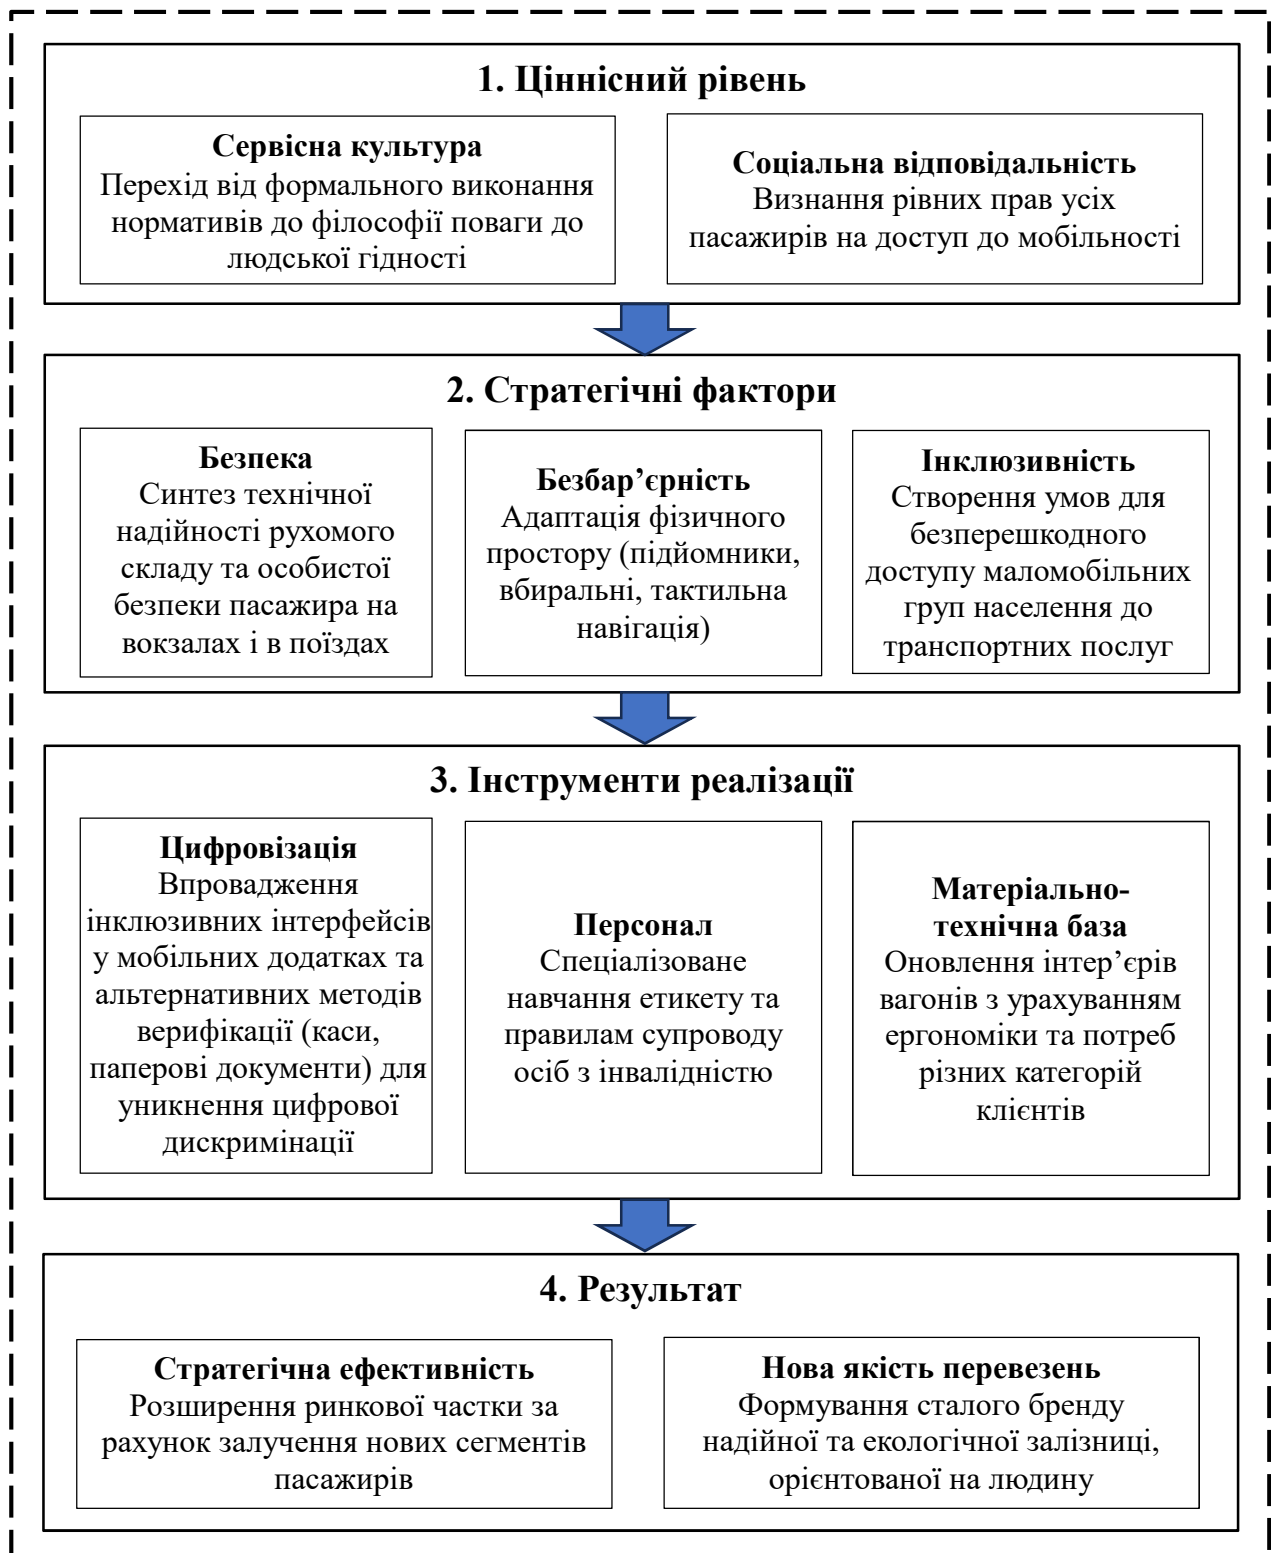 1. Ціннісний рівень
Сервісна культура
Перехід від формального виконання
нормативів до філософії поваги до
людської гідності
Соціальна відповідальність
Визнання рівних прав усіх
пасажирів на доступ до мобільності
2. Стратегічні фактори
Безпека
Синтез технічної
надійності рухомого
складу та особистої
безпеки пасажира на
вокзалах і в поїздах
Безбар’єрність
Адаптація фізичного
простору (підйомники,
вбиральні, тактильна
навігація)
Інклюзивність
Створення умов для
безперешкодного
доступу маломобільних
груп населення до
транспортних послуг
3. Інструменти реалізації
Цифровізація
Впровадження
інклюзивних інтерфейсів
у мобільних додатках та
альтернативних методів
верифікації (каси,
паперові документи) для
уникнення цифрової
дискримінації
Персонал
Спеціалізоване
навчання етикету та
правилам супроводу
осіб з інвалідністю
Матеріально-
технічна база
Оновлення інтер’єрів
вагонів з урахуванням
ергономіки та потреб
різних категорій
клієнтів
4. Результат
Стратегічна ефективність
Розширення ринкової частки за
рахунок залучення нових сегментів
пасажирів
Нова якість перевезень
Формування сталого бренду
надійної та екологічної залізниці,
орієнтованої на людину